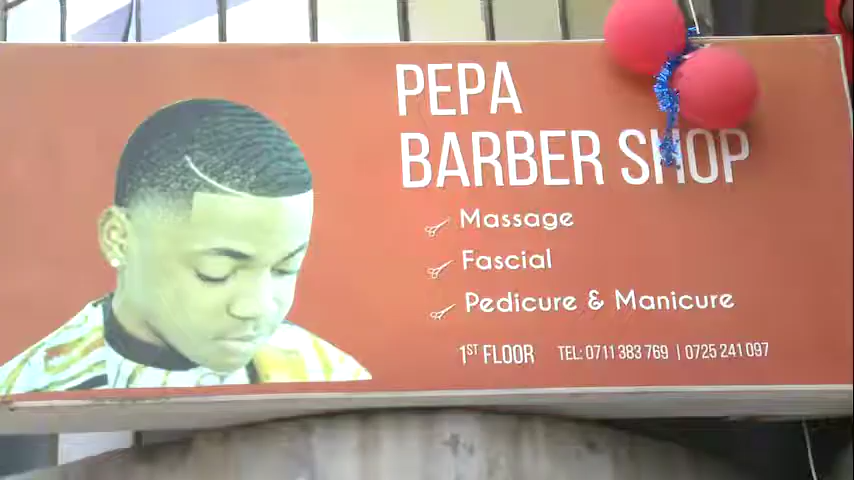 PEPA
BARBER SHOP
Massage
Fascial
Pedicure & Manicure
1ST FLOOR TEL: 0711 383 769 | 0725 241 097